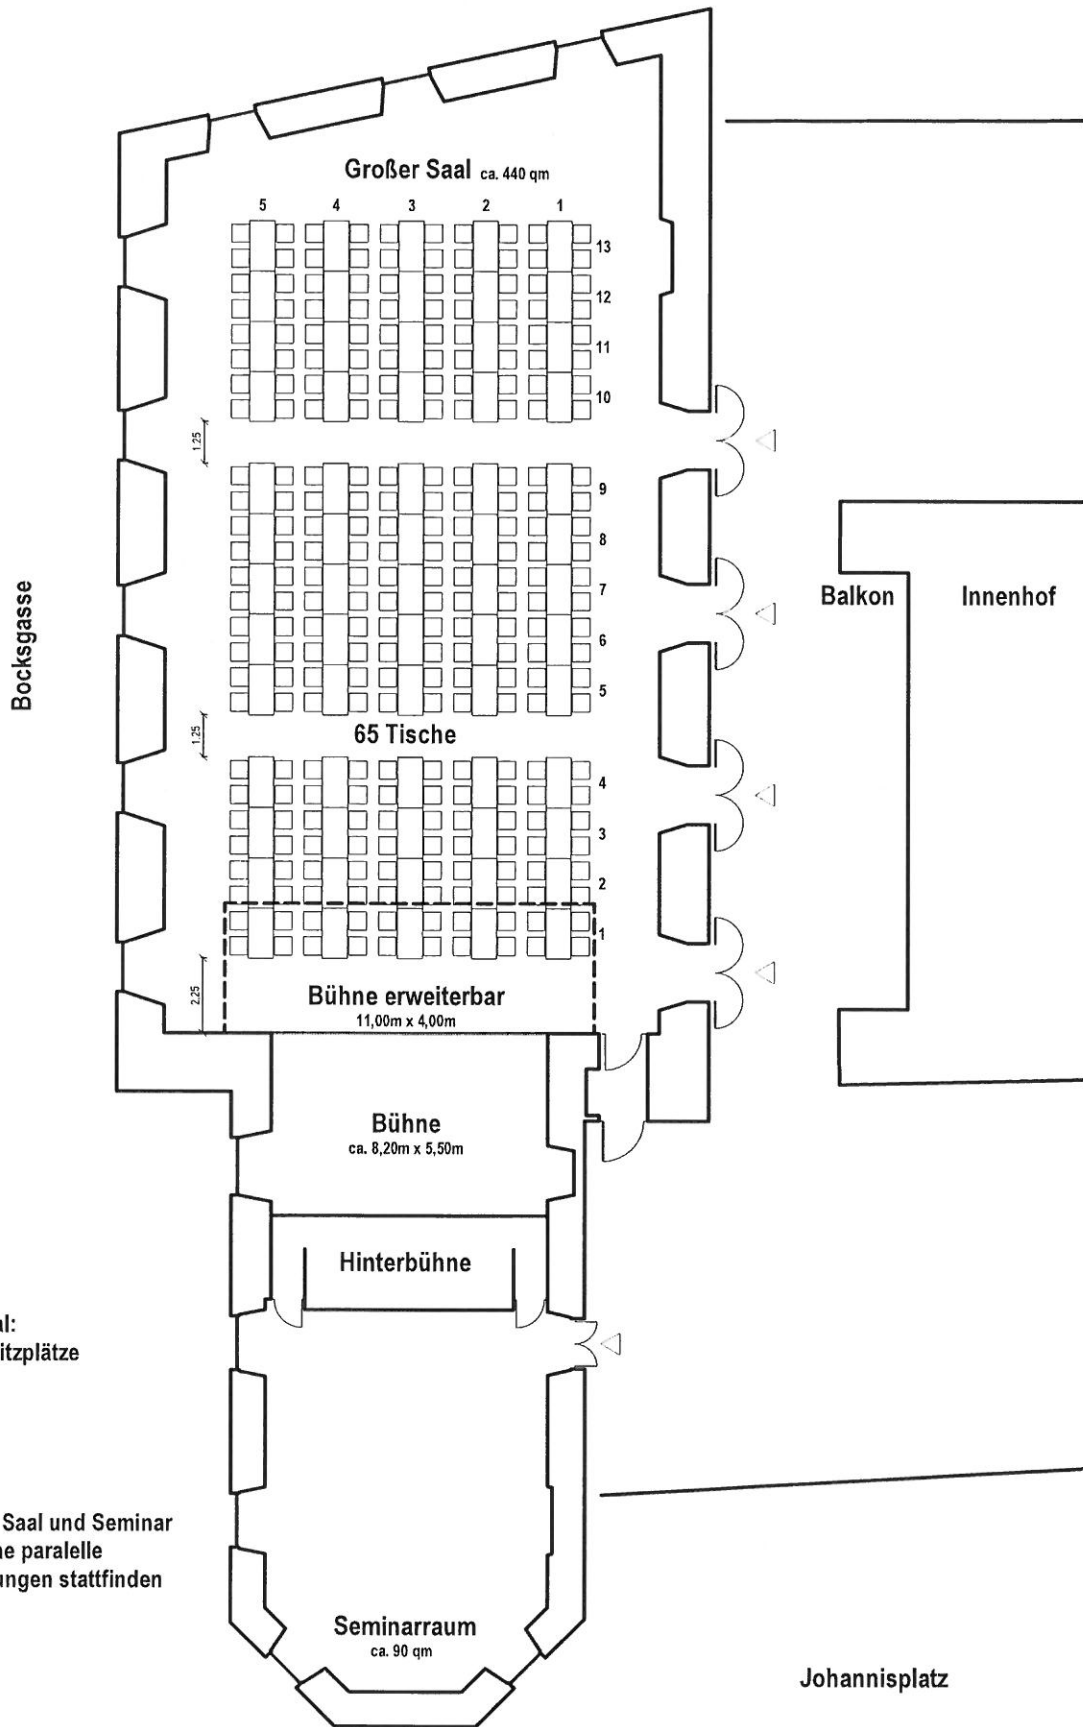 Großer Saal ca. 440 qm
5 4 3 2 1
13
12
11
10
1.25
9
8
7
6
5
Bocksgasse
Balkon
Innenhof
1.25
65 Tische
4
3
2
1
2.25
Bühne erweiterbar
11,00m x 4,00m
Bühne
ca. 8,20m x 5,50m
Hinterbühne
al:
itzplätze
Saal und Seminar
ne paralelle
ungen stattfinden
Seminarraum
ca. 90 qm
Johannisplatz